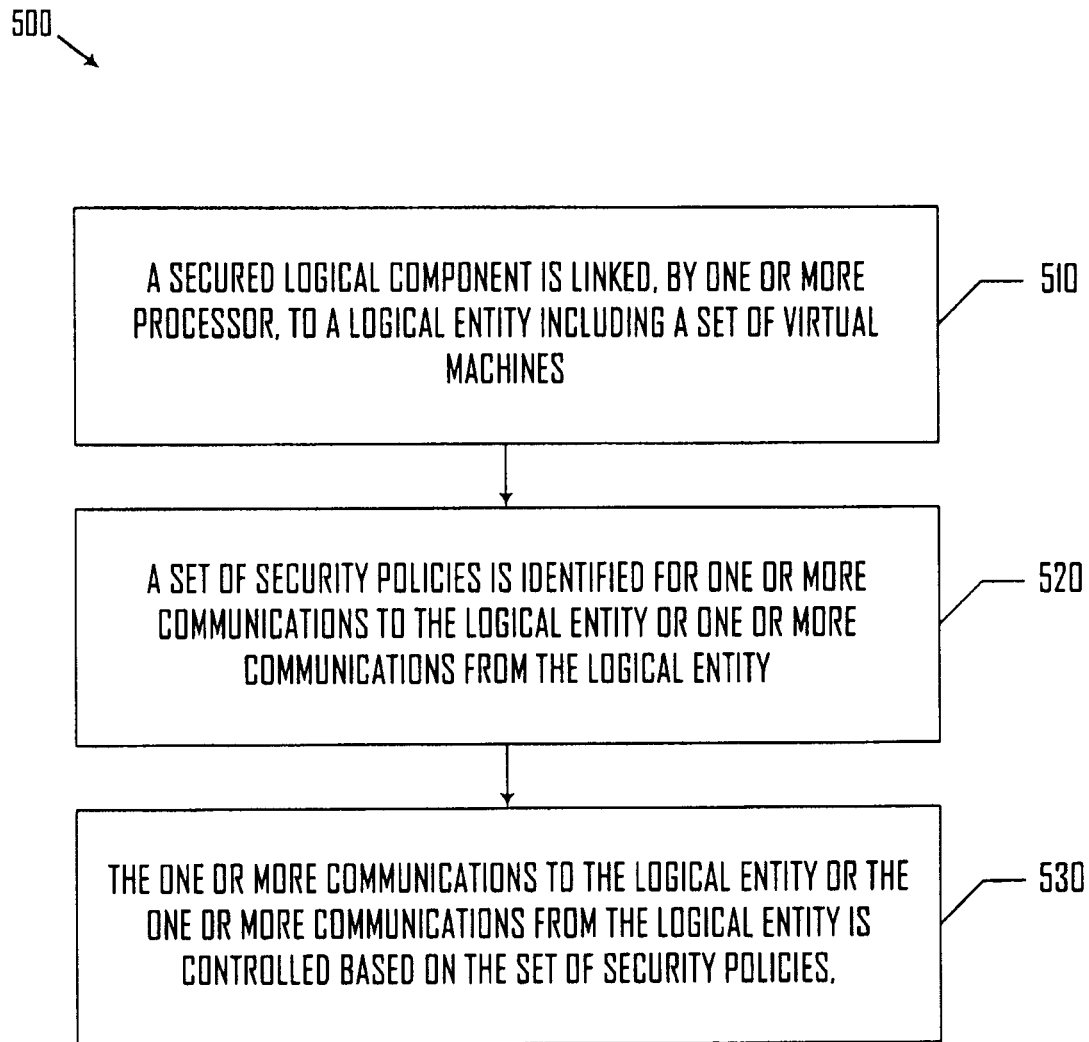 500
A SECURED LOGICAL COMPONENT IS LINKED, BY ONE OR MORE
PROCESSOR, TO A LOGICAL ENTITY INCLUDING A SET OF VIRTUAL
MACHINES
510
A SET OF SECURITY POLICIES IS IDENTIFIED FOR ONE OR MORE
COMMUNICATIONS TO THE LOGICAL ENTITY OR ONE OR MORE
COMMUNICATIONS FROM THE LOGICAL ENTITY
520
THE ONE OR MORE COMMUNICATIONS TO THE LOGICAL ENTITY OR THE
ONE OR MORE COMMUNICATIONS FROM THE LOGICAL ENTITY IS
CONTROLLED BASED ON THE SET OF SECURITY POLICIES,
530